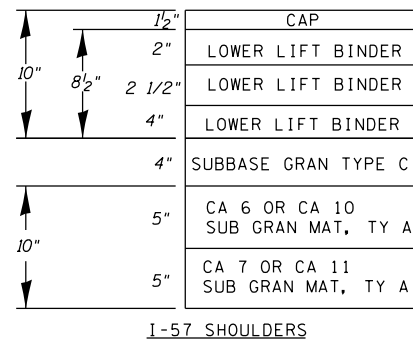 1½" CAP
2" LOWER LIFT BINDER
10" 8½" 2 1/2" LOWER LIFT BINDER
4" LOWER LIFT BINDER
4" SUBBASE GRAN TYPE C
5" CA 6 OR CA 10
SUB GRAN MAT, TY A
10"
5" CA 7 OR CA 11
SUB GRAN MAT, TY A
I-57 SHOULDERS